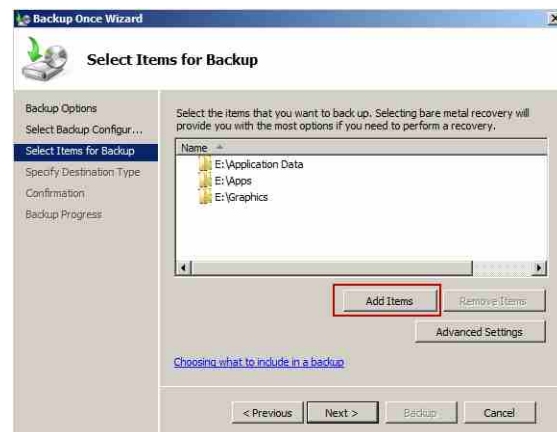 Backup Once Wizard
Select Items for Backup
Backup Options
Select Backup Configur...
Select Items for Backup
Specify Destination Type
Confirmation
Backup Progress
Select the items that you want to back up. Selecting bare metal recovery will
provide you with the most options if you need to perform a recovery.
Name
E:\Application Data
E:\Apps
E:\Graphics
Add Items
Remove Items
Advanced Settings
Choosing what to include in a backup
< Previous
Next >
Backup
Cancel